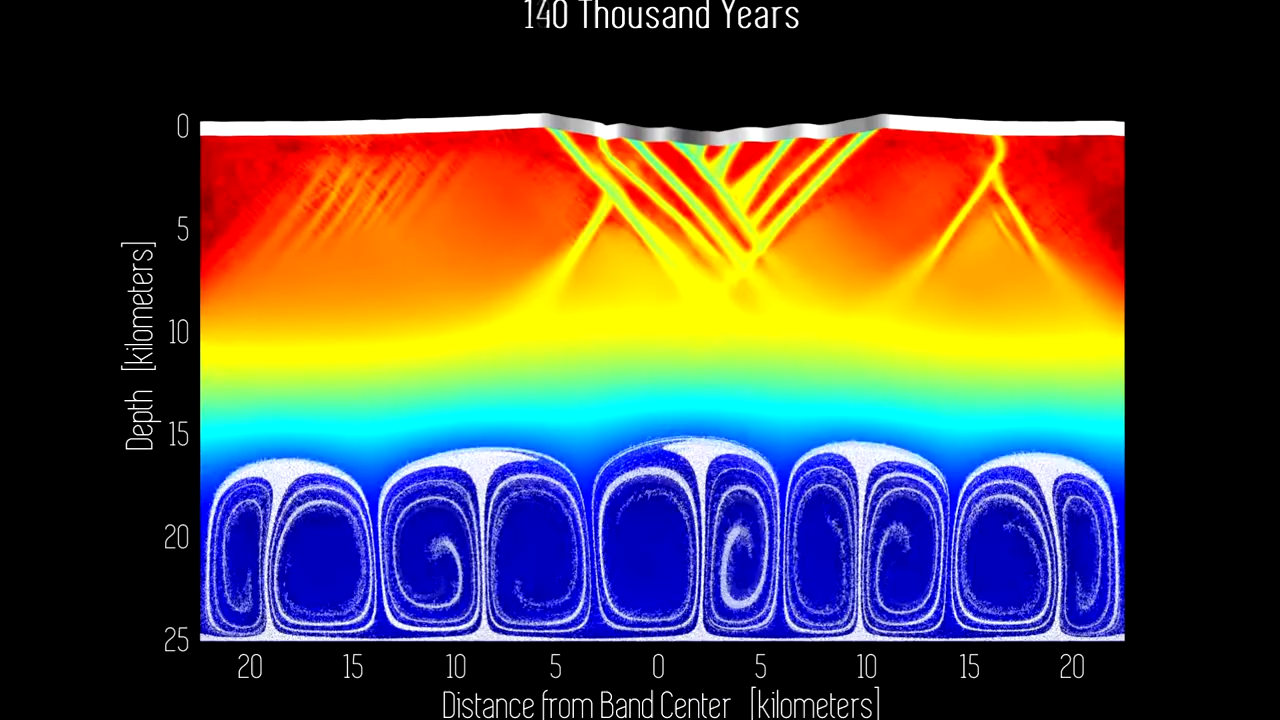 140 Thousand Years
0
5
10
15
20
25
Depth [kilometers]
20 15 10 5 0 5 10 15 20
Distance from Band Center [kilometers]